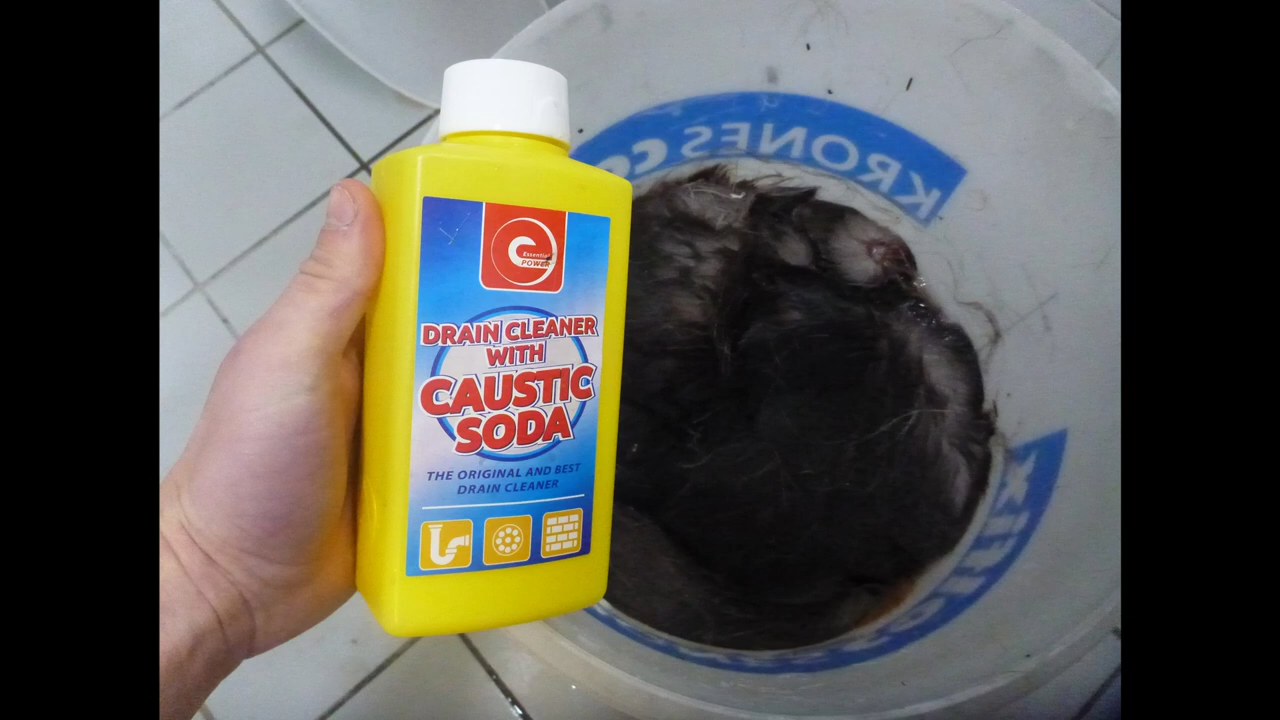 Essential
POWER
DRAIN CLEANER
WITH
CAUSTIC
SODA
THE ORIGINAL AND BEST
DRAIN CLEANER
KRONES